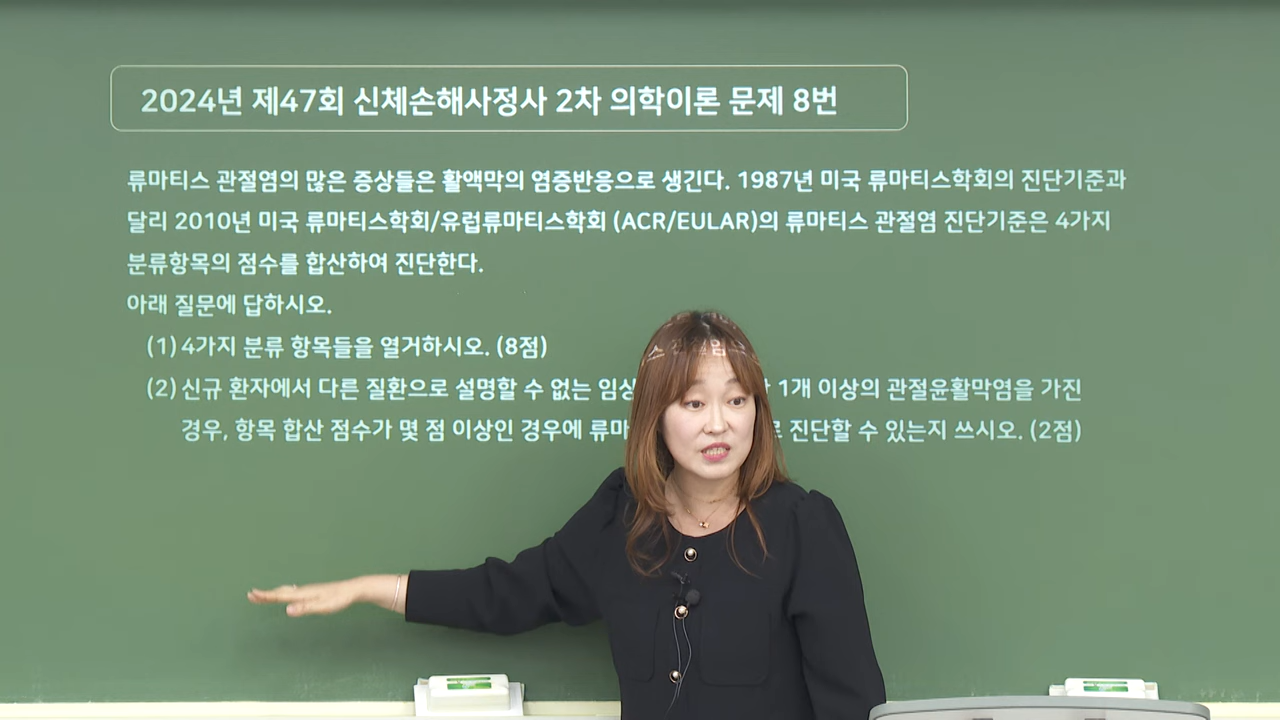 2024년 제47회 신체손해사정사 2차 의학이론 문제 8번
류마티스 관절염의 많은 증상들은 활액막의 염증반응으로 생긴다. 1987년 미국 류마티스학회의 진단기준과
달리 2010년 미국 류마티스학회/유럽류마티스학회 (ACR/EULAR)의 류마티스 관절염 진단기준은 4가지
분류항목의 점수를 합산하여 진단한다.
아래 질문에 답하시오.
(1) 4가지 분류 항목들을 열거하시오. (8점)
(2) 신규 환자에서 다른 질환으로 설명할 수 없는 1개 이상의 관절윤활막염을 가진
경우, 항목 합산 점수가 몇 점 이상인 경우에 진단할 수 있는지 쓰시오. (2점)